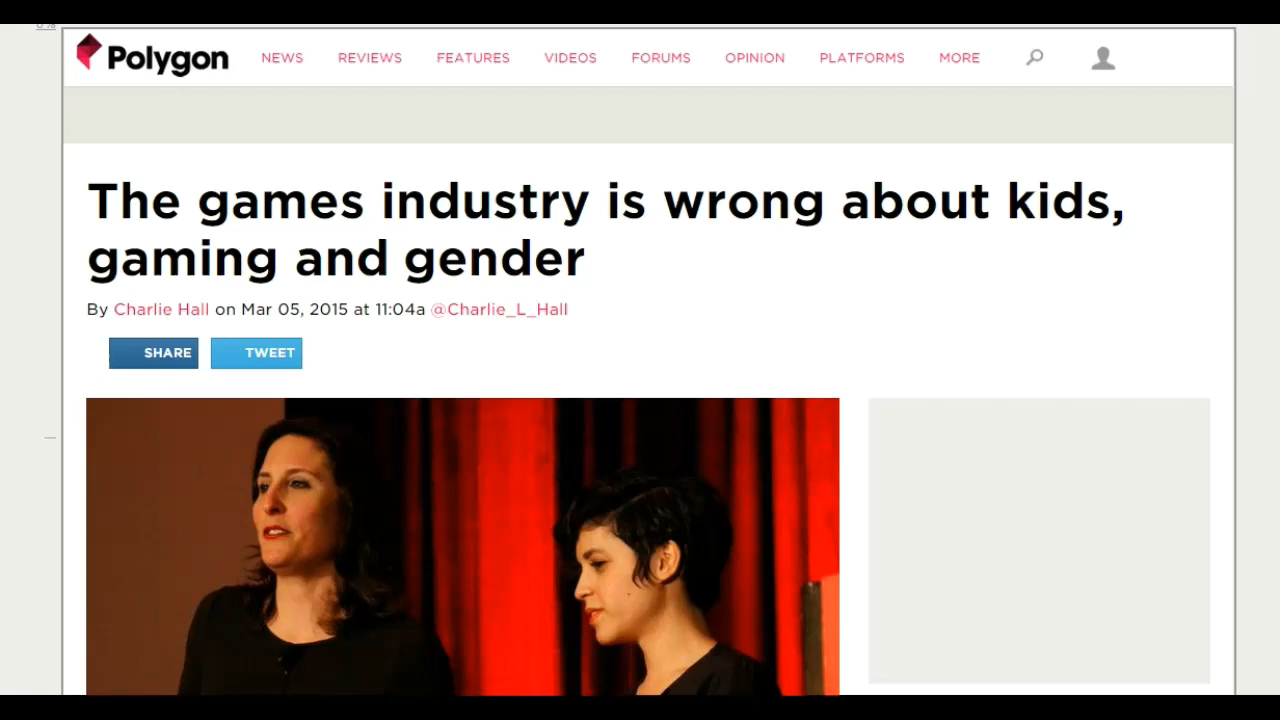 Polygon NEWS REVIEWS FEATURES VIDEOS FORUMS OPINION PLATFORMS MORE
The games industry is wrong about kids,
gaming and gender
By Charlie Hall on Mar 05, 2015 at 11:04a @Charlie_L_Hall
SHARE TWEET